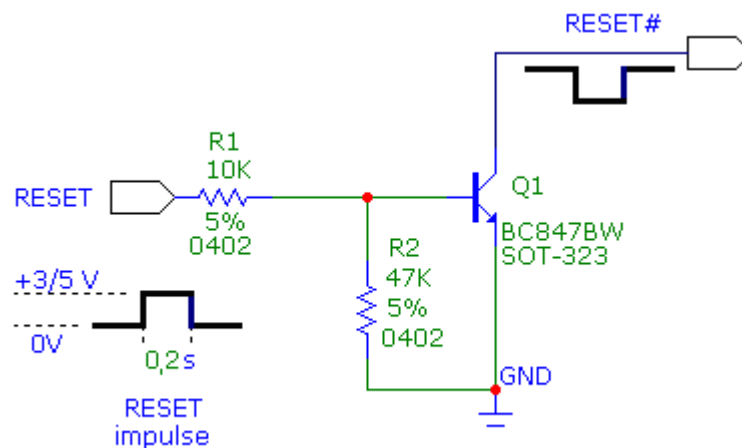 RESET#
R1
10K
RESET
5%
0402
Q1
BC847BW
SOT-323
R2
47K
5%
0402
+3/5 V
0V
0,2s
GND
RESET
impulse